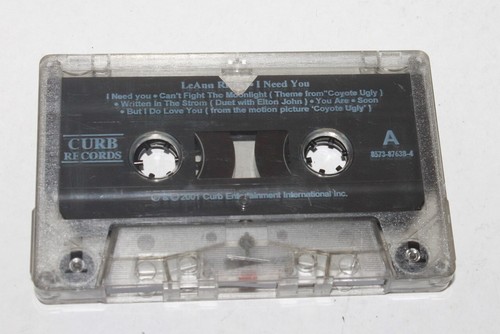 LeAnn Rimes • I Need You
I Need you • Can't Fight The Moonlight ( Theme from "Coyote Ugly )
• Written In The Strom ( Duet with Elton John ) • You Are • Soon
• But I Do Love You ( from the motion picture 'Coyote Ugly' )
CURB
RECORDS
A
8573-87638-4
℗ © 2001 Curb Entertainment International Inc.